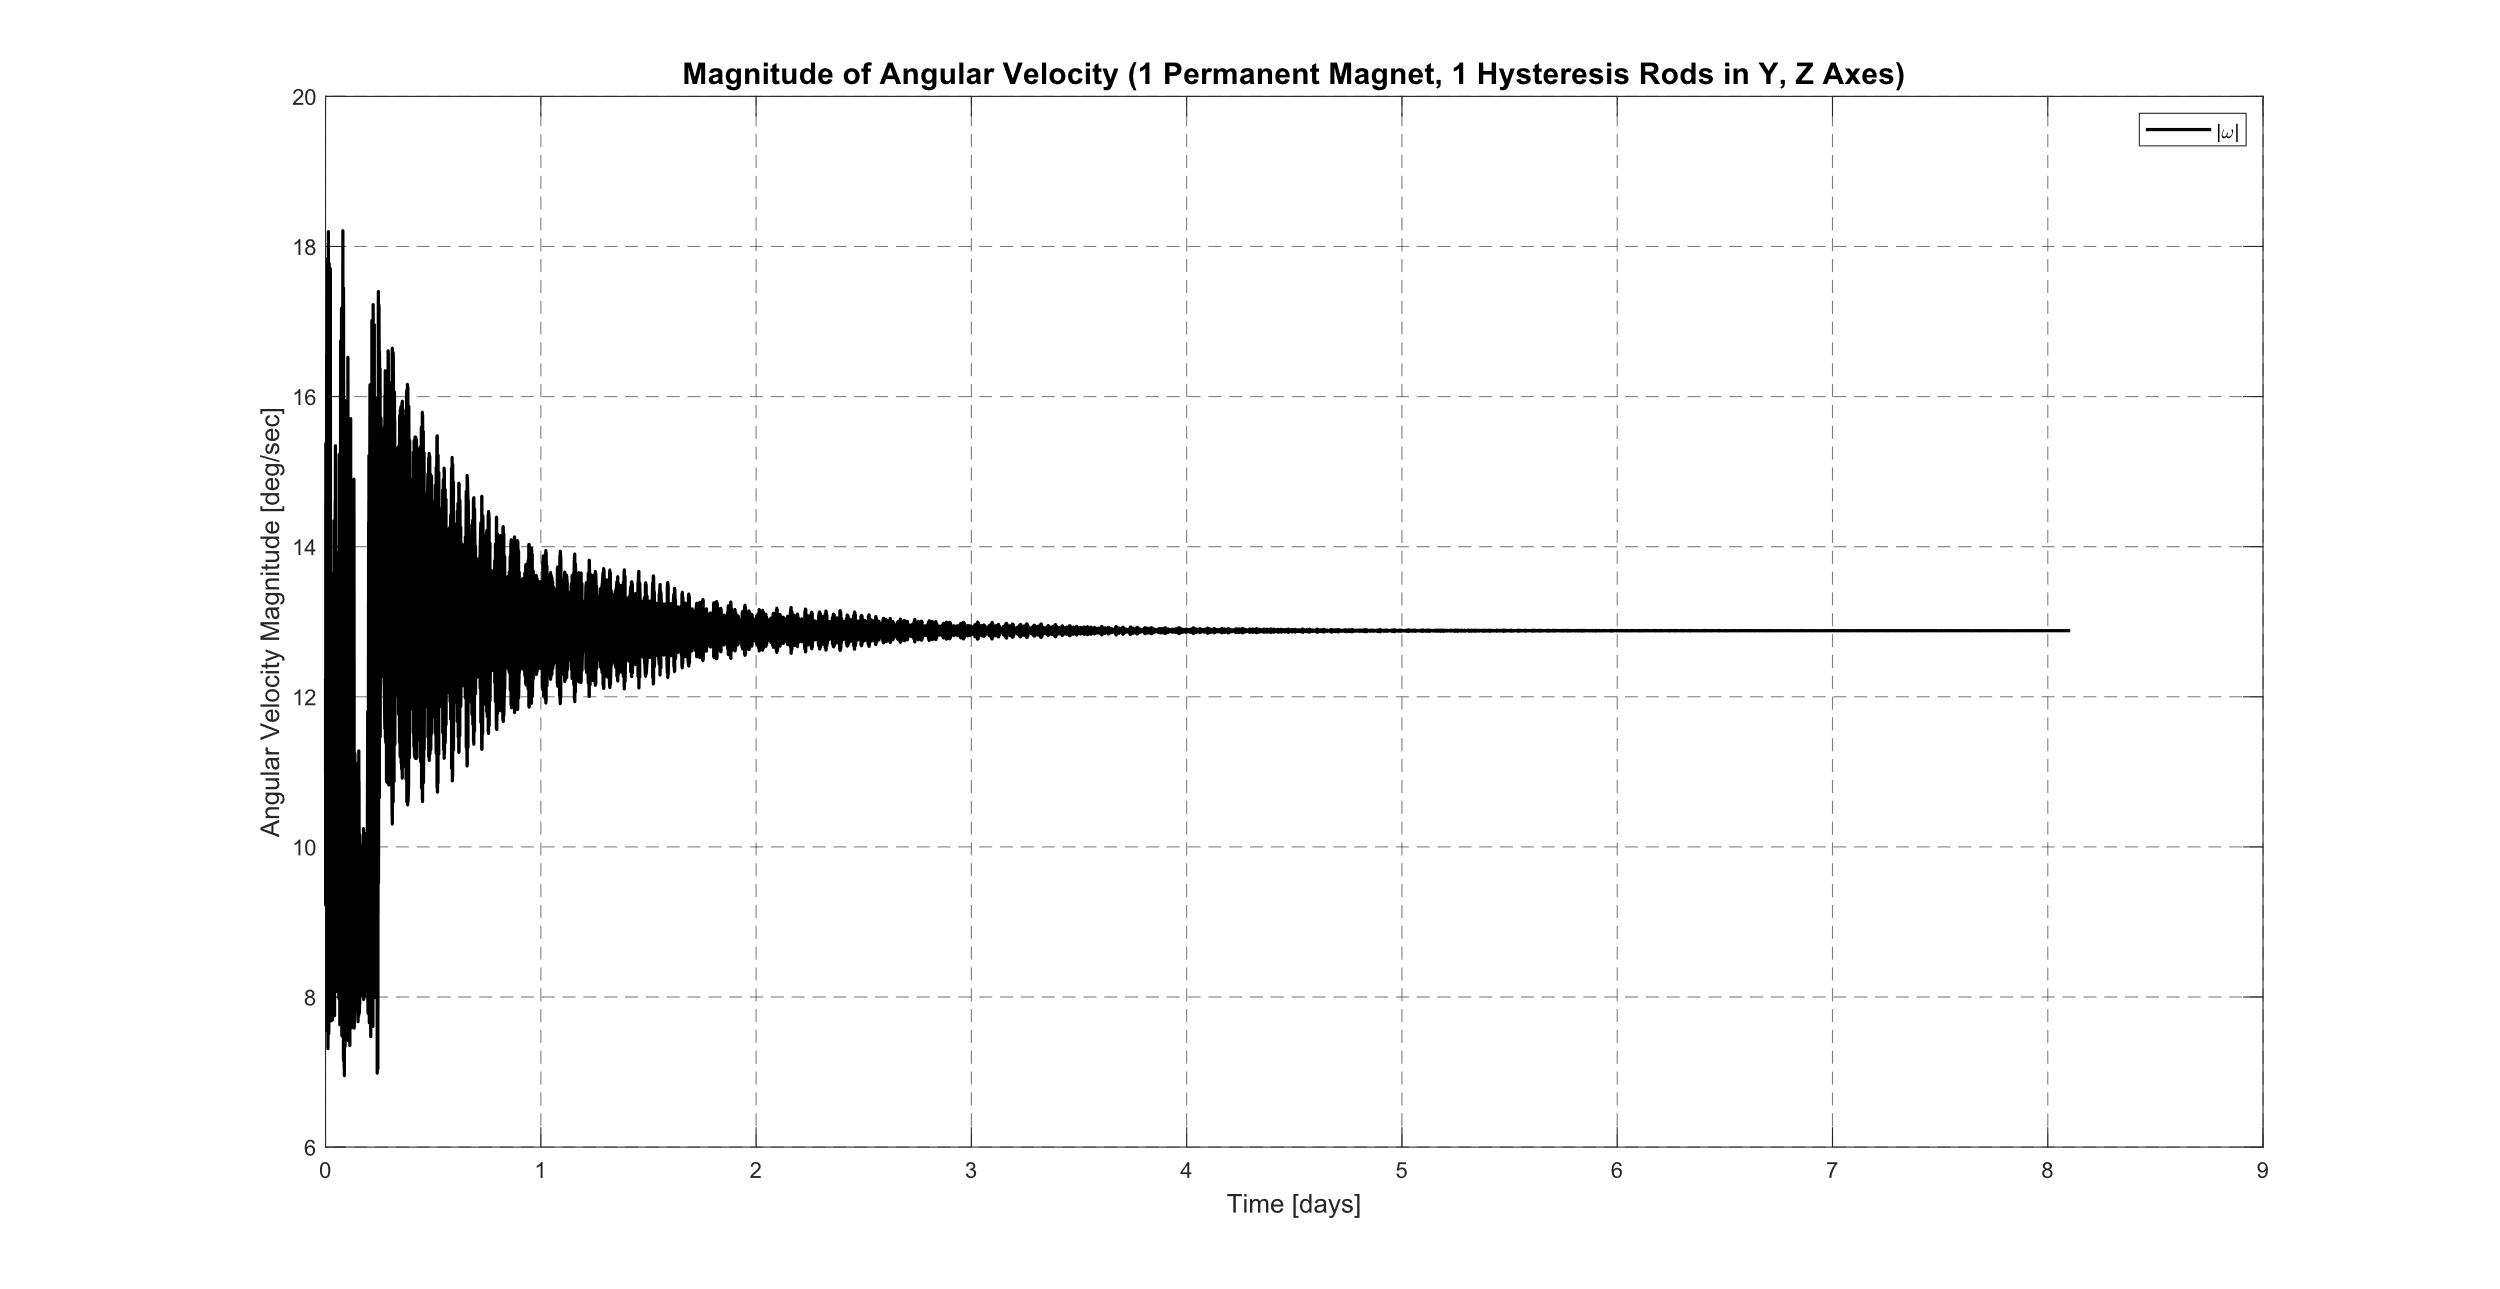 Magnitude of Angular Velocity (1 Permanent Magnet, 1 Hysteresis Rods in Y, Z Axes)
|ω|
Angular Velocity Magnitude [deg/sec]
20
18
16
14
12
10
8
6
0 1 2 3 4 5 6 7 8 9
Time [days]